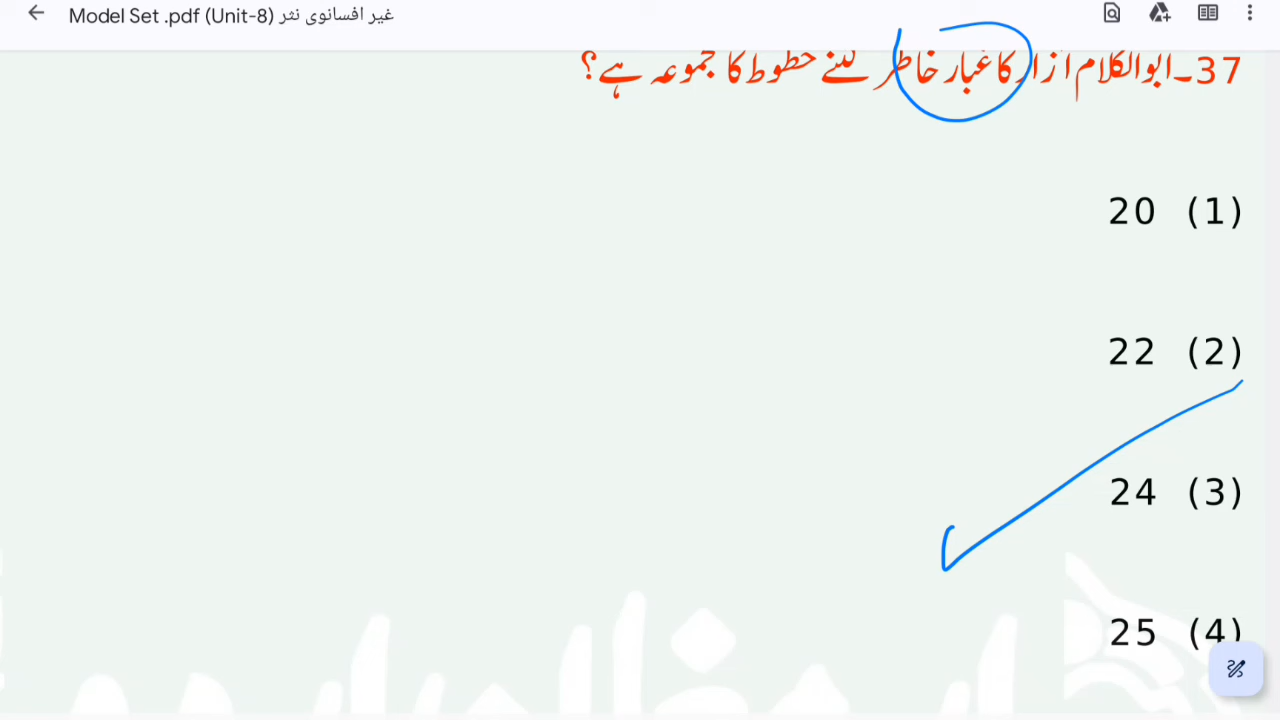 Model Set .pdf (Unit-8) غیر افسانوی نثر
37۔ابوالکلام آزاد کا غبار خاطر کتنے خطوط کا مجموعہ ہے؟
20 (1)
22 (2)
24 (3)
25 (4)